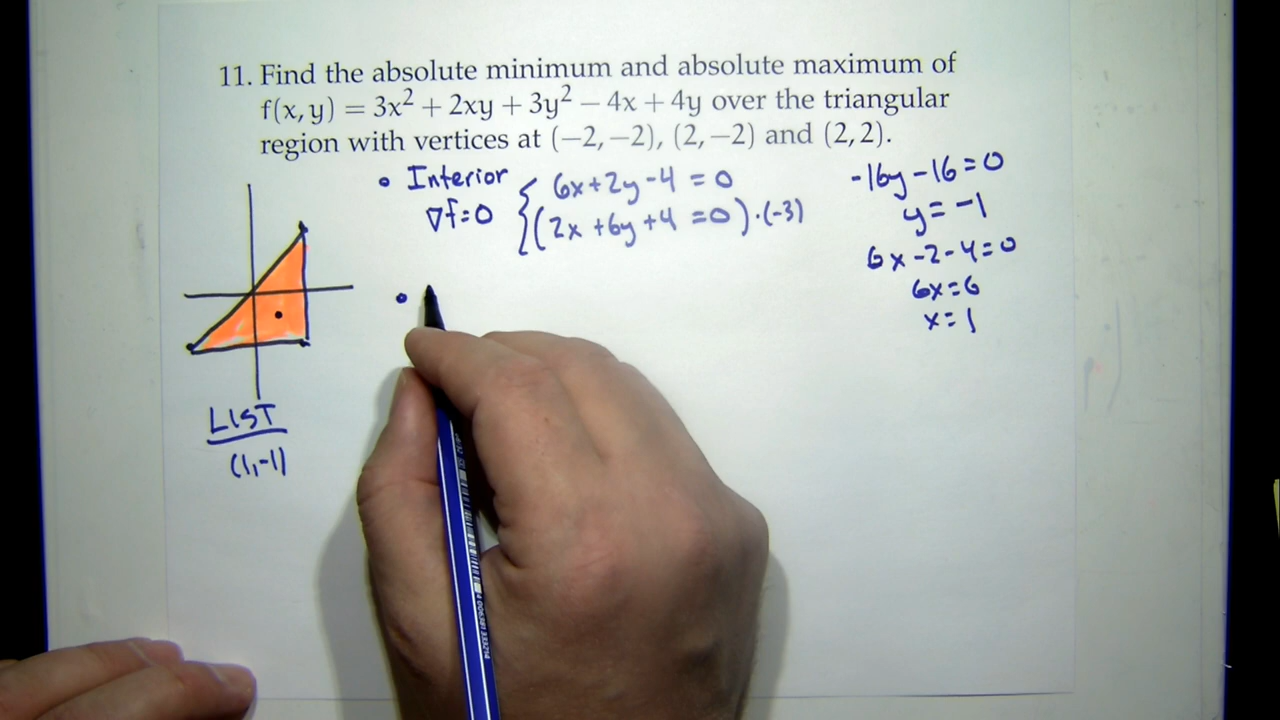 11. Find the absolute minimum and absolute maximum of
f(x, y) = 3x² + 2xy + 3y² − 4x + 4y over the triangular
region with vertices at (−2, −2), (2, −2) and (2, 2).
• Interior
∇f=0
6x+2y-4 = 0
(2x+6y+4 = 0)·(-3)
-16y-16=0
y=-1
6x-2-4=0
6x=6
x=1
•
LIST
(1,-1)